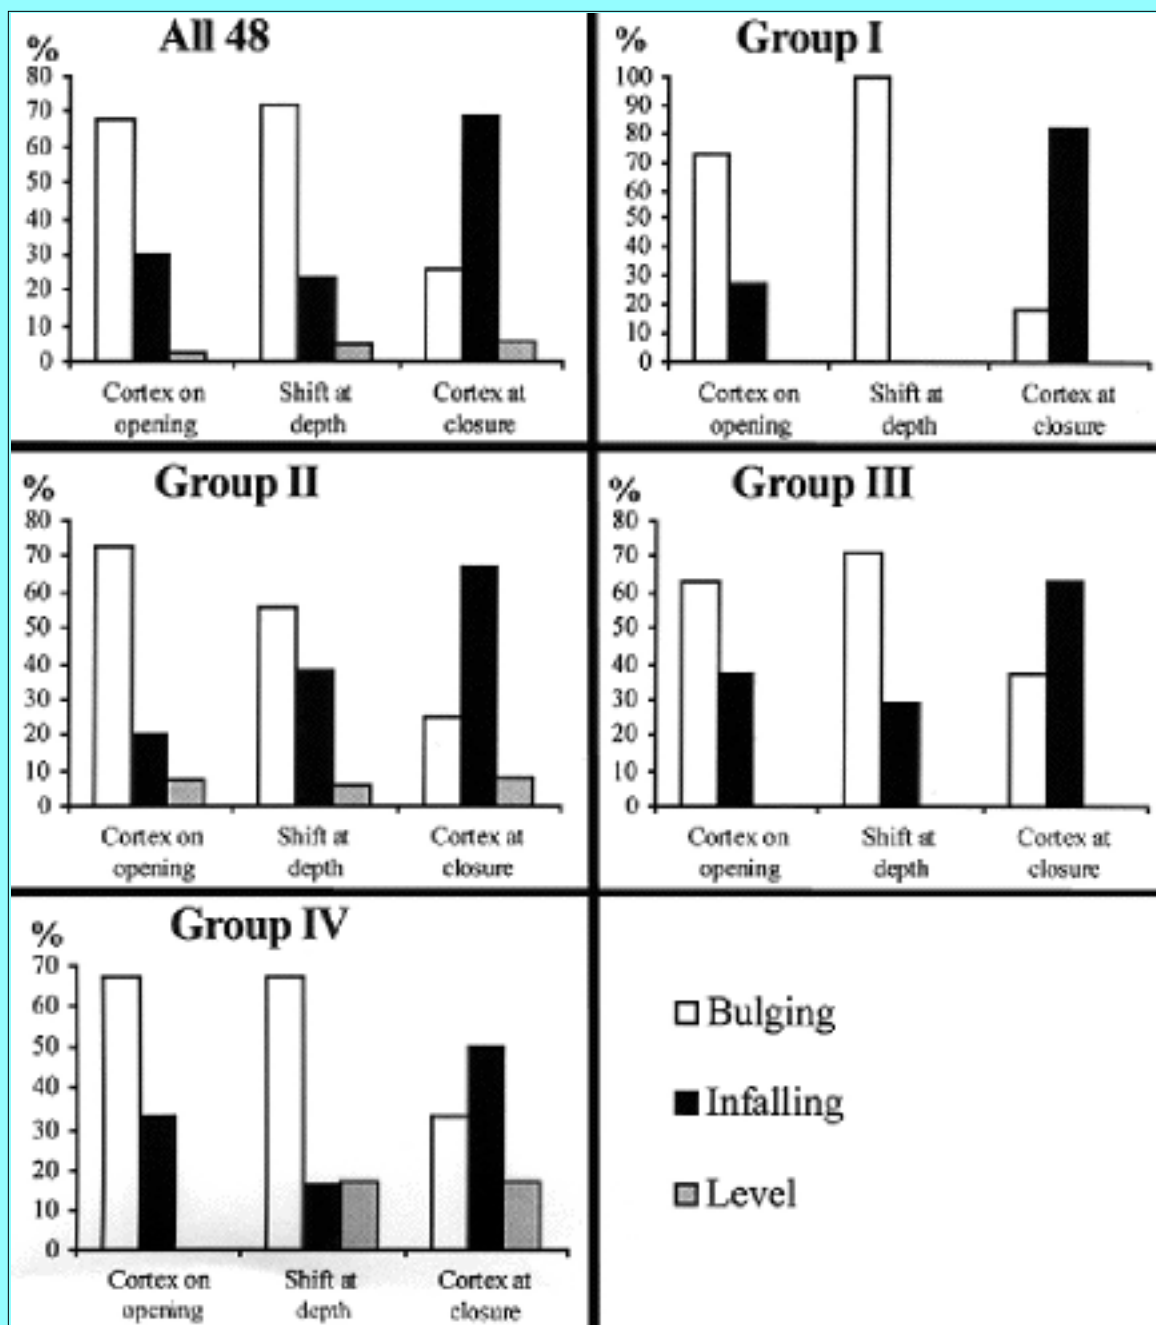 All 48
%
80
70
60
50
40
30
20
10
0
Cortex on opening
Shift at depth
Cortex at closure
Group I
%
100
90
80
70
60
50
40
30
20
10
0
Cortex on opening
Shift at depth
Cortex at closure
Group II
%
80
70
60
50
40
30
20
10
0
Cortex on opening
Shift at depth
Cortex at closure
Group III
%
80
70
60
50
40
30
20
10
0
Cortex on opening
Shift at depth
Cortex at closure
Group IV
%
70
60
50
40
30
20
10
0
Cortex on opening
Shift at depth
Cortex at closure
Bulging
Infalling
Level